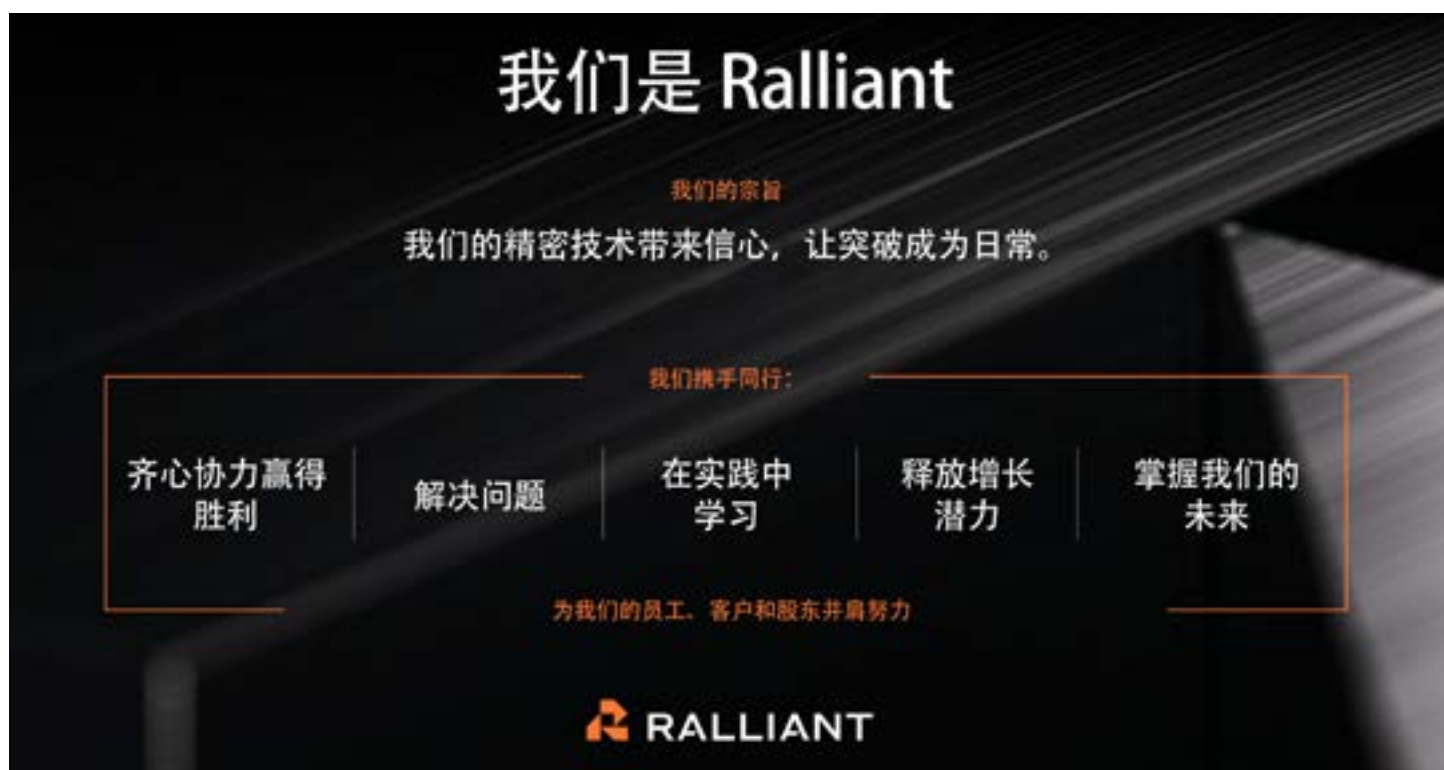 我们是 Ralliant
我们的宗旨
我们的精密技术带来信心，让突破成为日常。
我们携手同行：
齐心协力赢得
胜利
解决问题
在实践中
学习
释放增长
潜力
掌握我们的
未来
为我们的员工、客户和股东并肩努力
RALLIANT